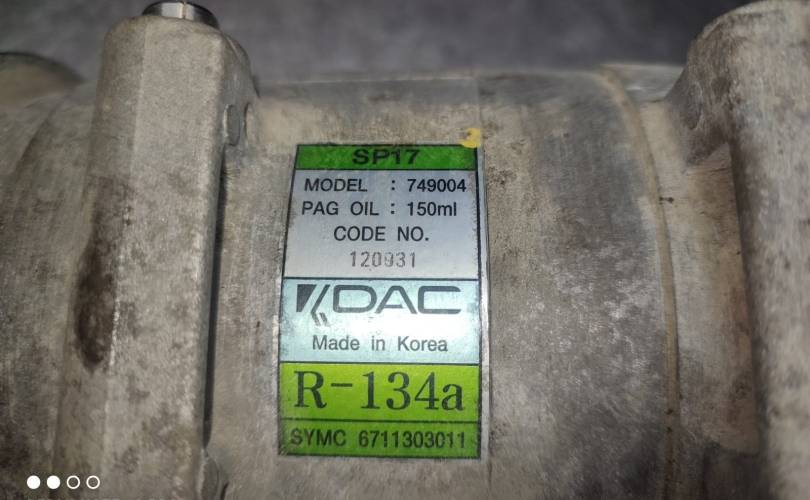 SP17
MODEL : 749004
PAG OIL : 150ml
CODE NO.
120931
DAC
Made in Korea
R-134a
SYMC 6711303011